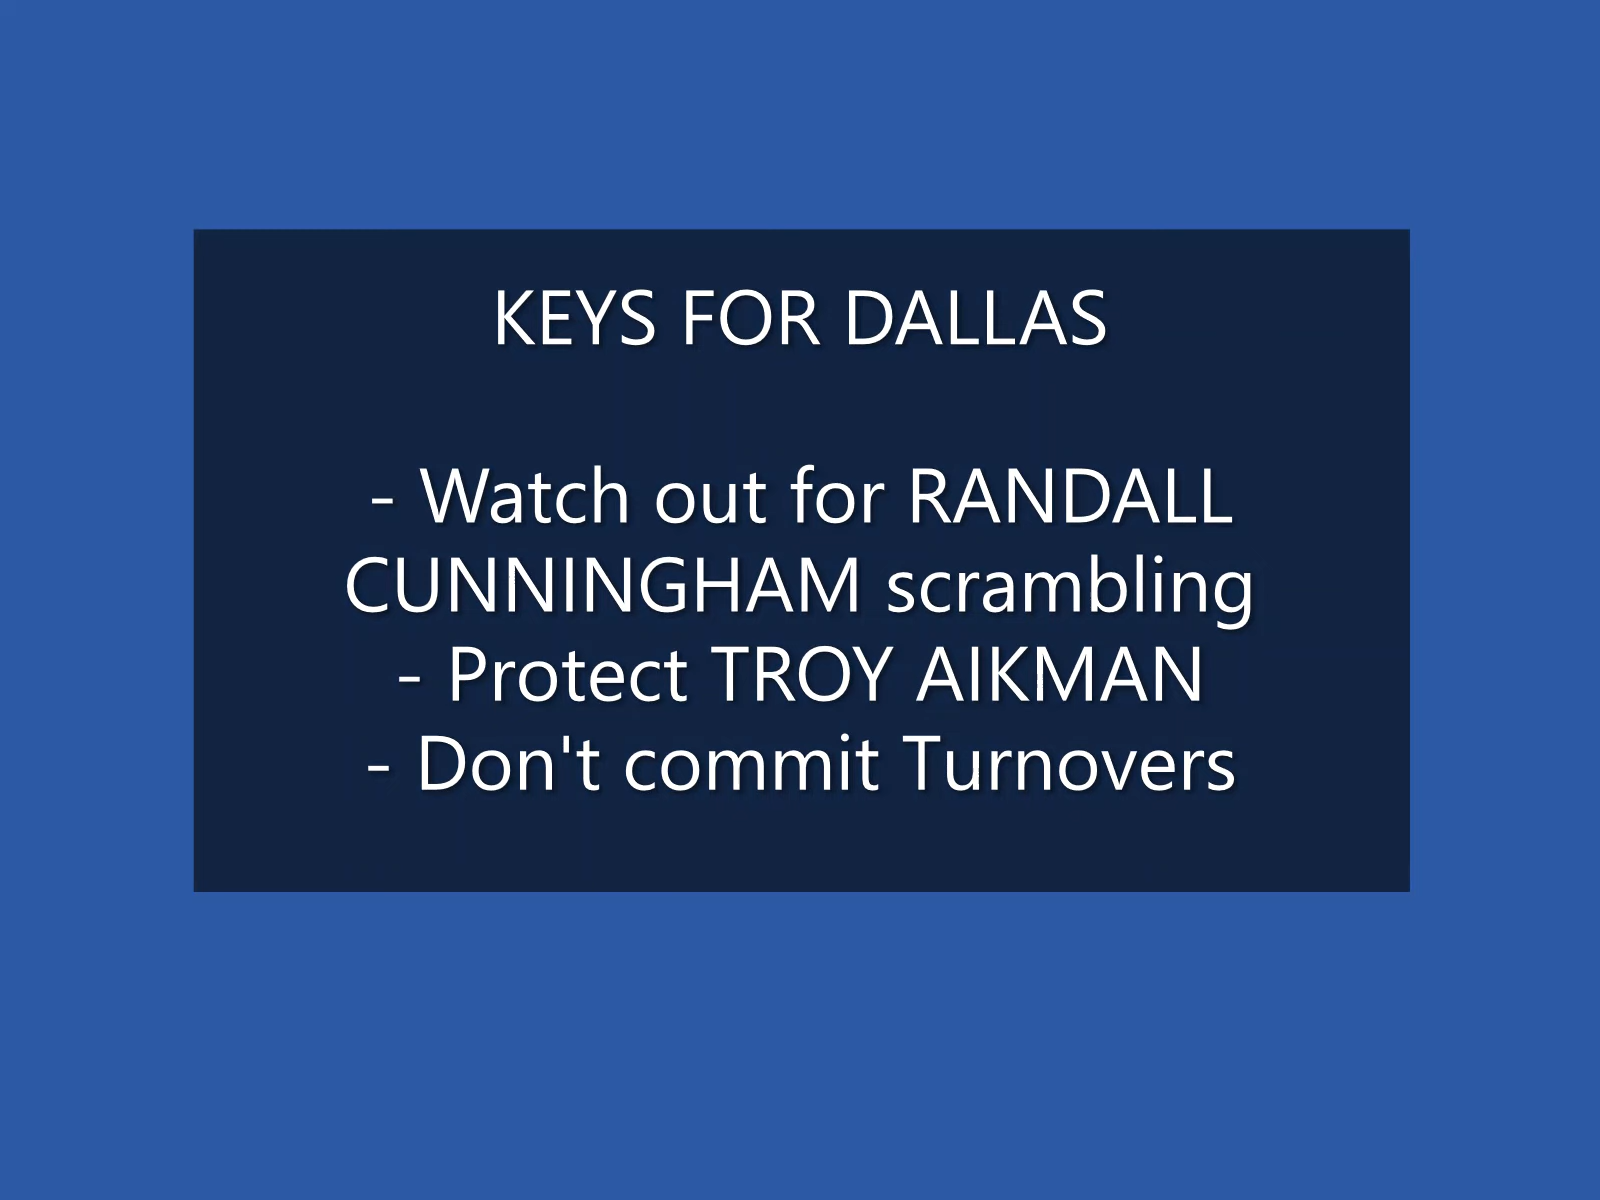 KEYS FOR DALLAS
- Watch out for RANDALL
CUNNINGHAM scrambling
- Protect TROY AIKMAN
- Don't commit Turnovers